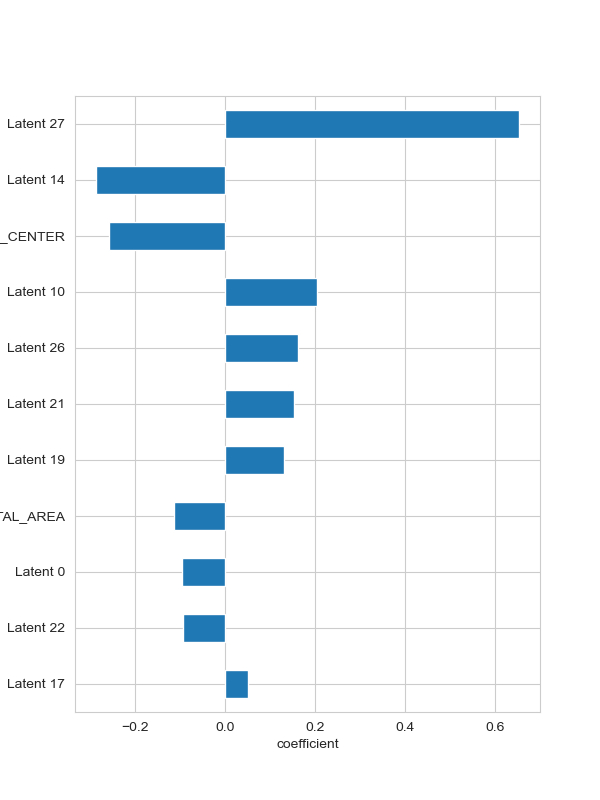 Latent 27
Latent 14
_CENTER
Latent 10
Latent 26
Latent 21
Latent 19
TAL_AREA
Latent 0
Latent 22
Latent 17
−0.2 0.0 0.2 0.4 0.6
coefficient